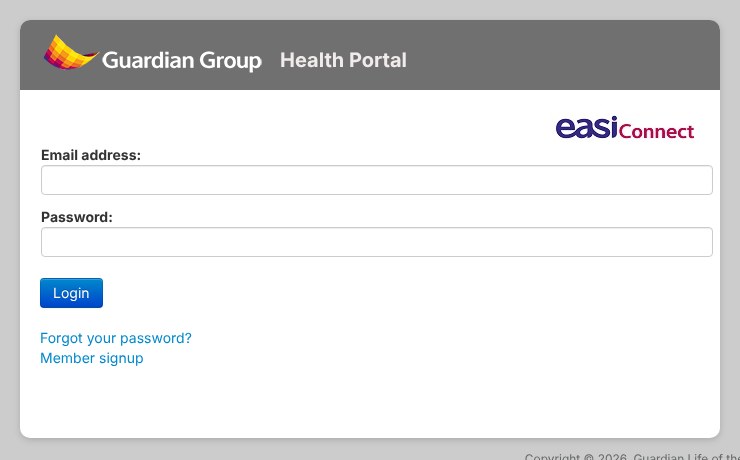 Guardian Group Health Portal
easiConnect
Email address:
Password:
Login
Forgot your password?
Member signup
Copyright © 2026, Guardian Life of the